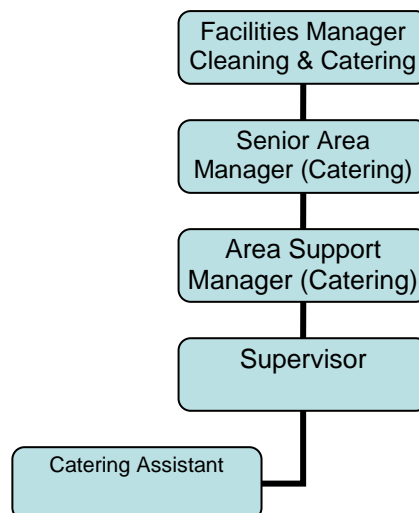 Facilities Manager
Cleaning & Catering
Senior Area
Manager (Catering)
Area Support
Manager (Catering)
Supervisor
Catering Assistant